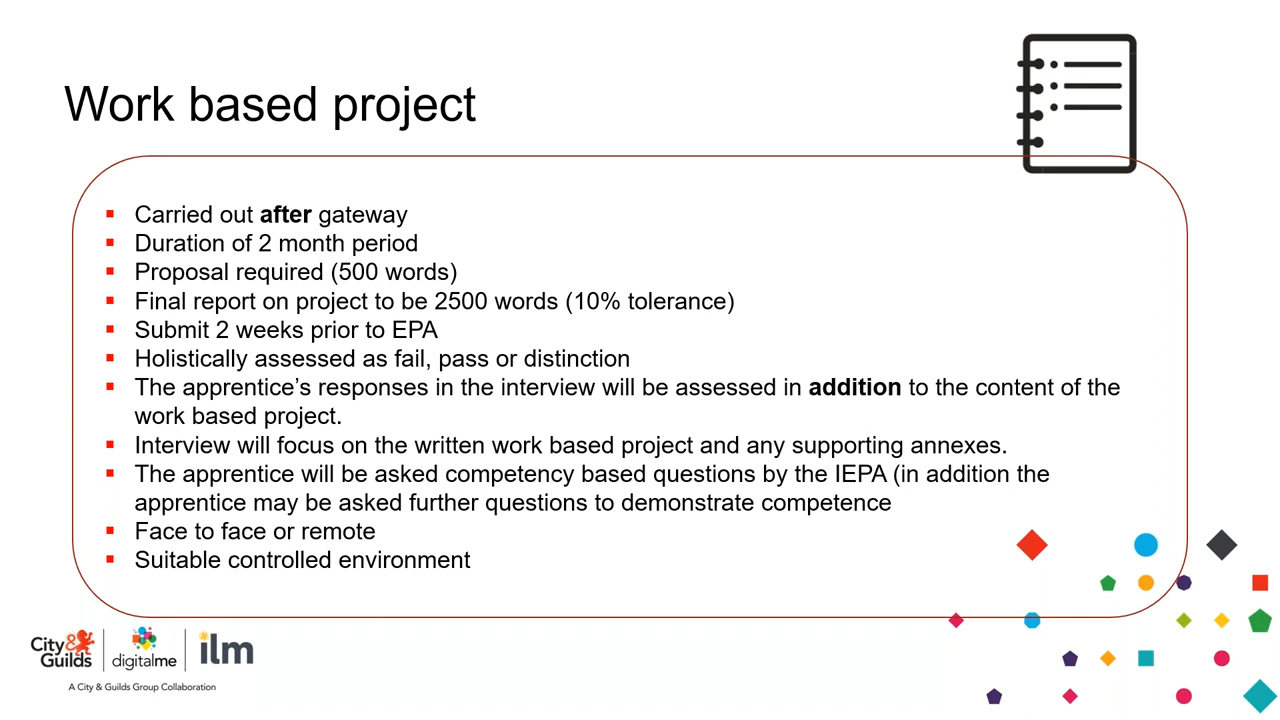 Work based project
▪ Carried out after gateway
▪ Duration of 2 month period
▪ Proposal required (500 words)
▪ Final report on project to be 2500 words (10% tolerance)
▪ Submit 2 weeks prior to EPA
▪ Holistically assessed as fail, pass or distinction
▪ The apprentice’s responses in the interview will be assessed in addition to the content of the
work based project.
▪ Interview will focus on the written work based project and any supporting annexes.
▪ The apprentice will be asked competency based questions by the IEPA (in addition the
apprentice may be asked further questions to demonstrate competence
▪ Face to face or remote
▪ Suitable controlled environment
City&
Guilds
digitalme
ilm
A City & Guilds Group Collaboration